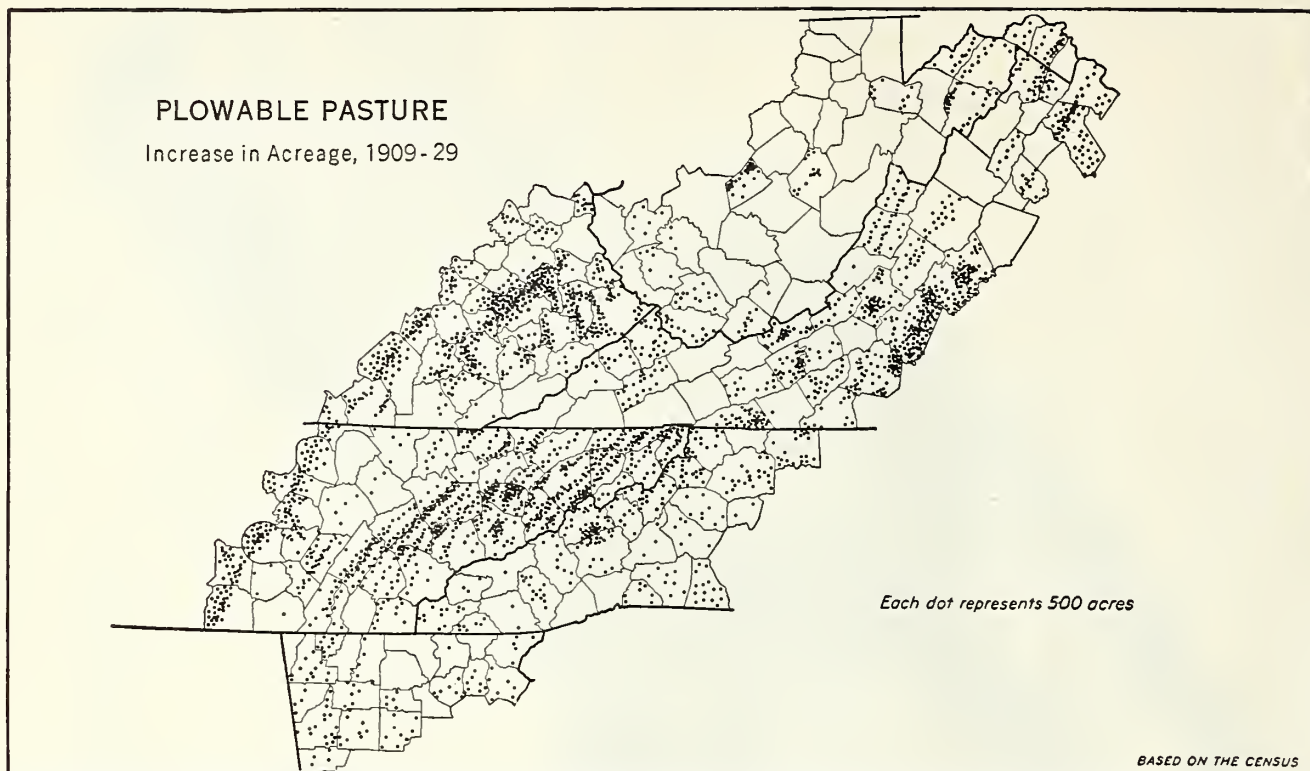 PLOWABLE PASTURE
Increase in Acreage, 1909-29
Each dot represents 500 acres
BASED ON THE CENSUS